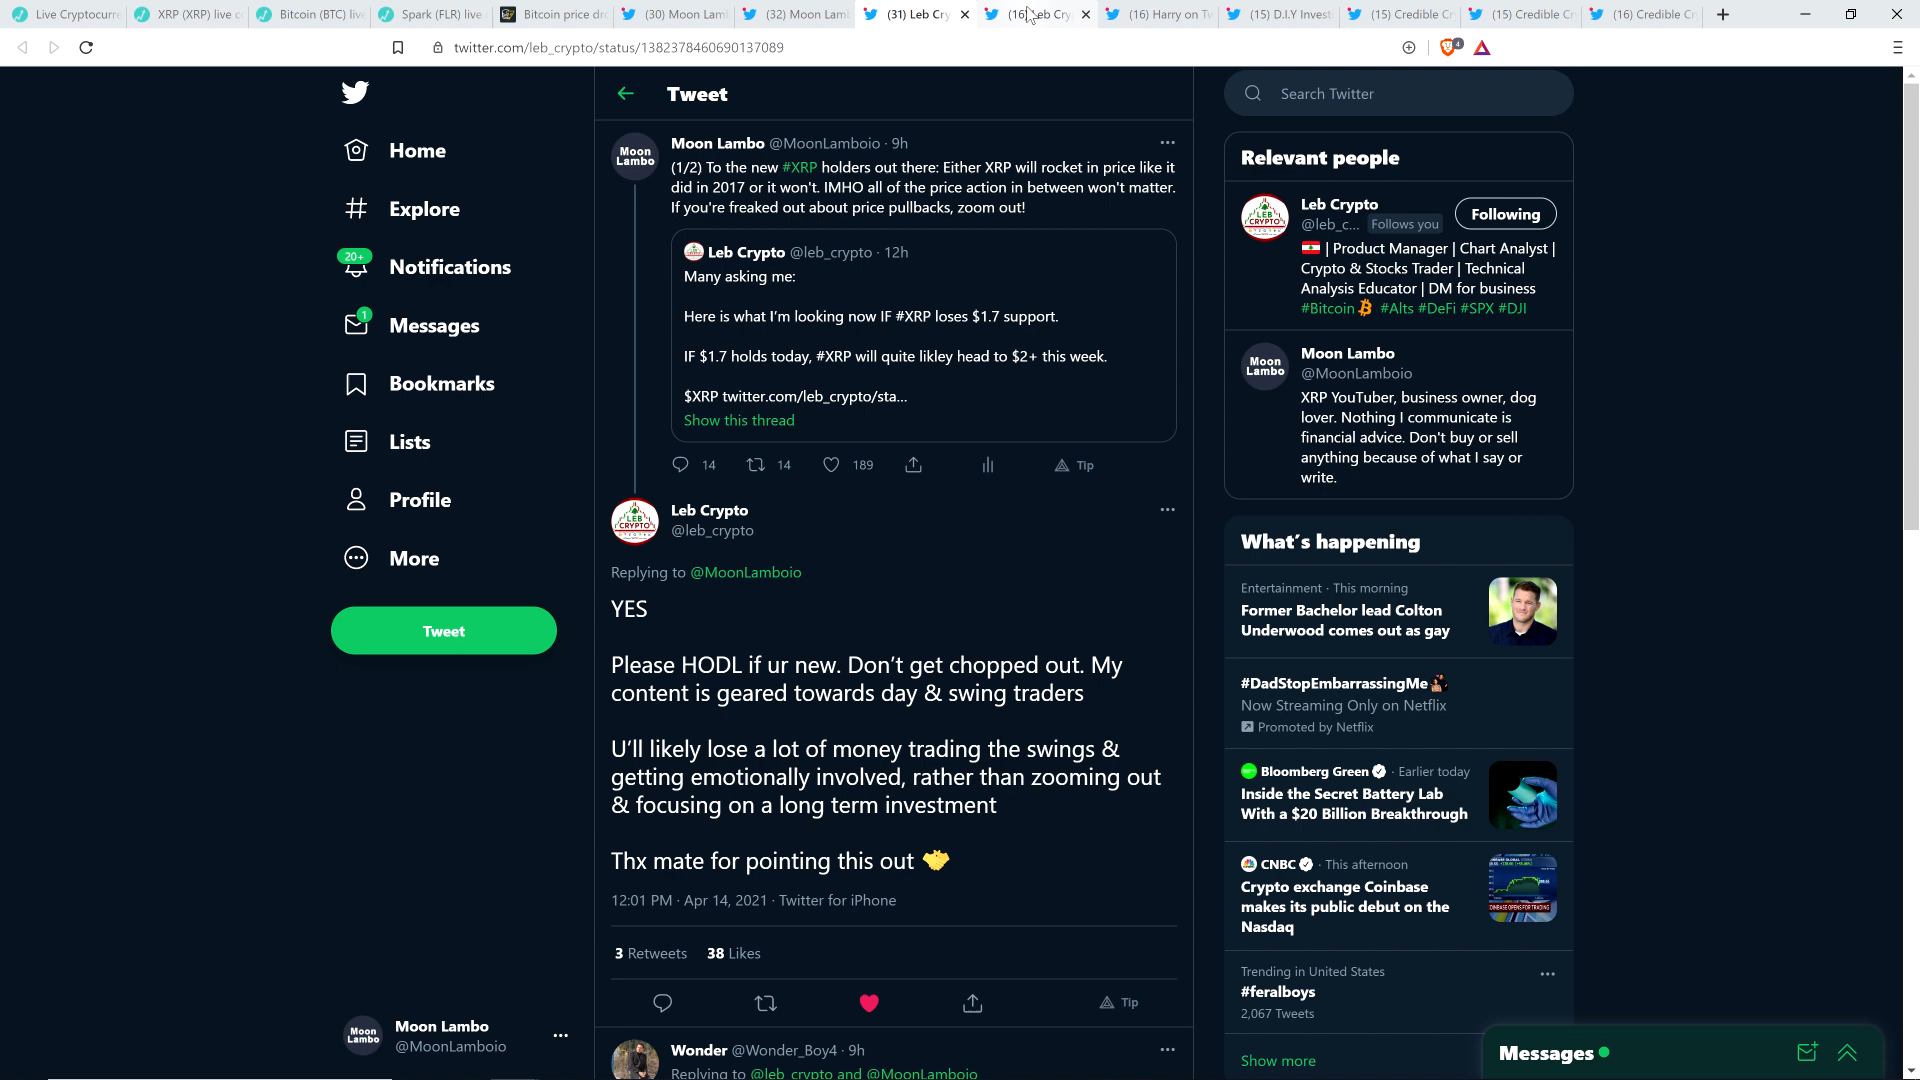 Live Cryptocurre
XRP (XRP) live c
Bitcoin (BTC) live
Spark (FLR) live
Bitcoin price dr
(30) Moon Lam
(32) Moon Lam
(31) Leb Cry
(16) Leb Cry
(16) Harry on Tw
(15) D.I.Y Invest
(15) Credible Cr
(15) Credible Cr
(16) Credible Cr
twitter.com/leb_crypto/status/1382378460690137089
4
Home
Explore
20+
Notifications
1
Messages
Bookmarks
Lists
Profile
More
Tweet
Moon Lambo
Moon Lambo
@MoonLamboio
Tweet
Moon Lambo
Moon Lambo @MoonLamboio · 9h
(1/2) To the new #XRP holders out there: Either XRP will rocket in price like it
did in 2017 or it won't. IMHO all of the price action in between won't matter.
If you're freaked out about price pullbacks, zoom out!
Leb Crypto @leb_crypto · 12h
Many asking me:
Here is what I'm looking now IF #XRP loses $1.7 support.
IF $1.7 holds today, #XRP will quite likley head to $2+ this week.
$XRP twitter.com/leb_crypto/sta...
Show this thread
14 14 189 Tip
LEB CRYPTO
Leb Crypto
@leb_crypto
Replying to @MoonLamboio
YES
Please HODL if ur new. Don't get chopped out. My
content is geared towards day & swing traders
U'll likely lose a lot of money trading the swings &
getting emotionally involved, rather than zooming out
& focusing on a long term investment
Thx mate for pointing this out
12:01 PM · Apr 14, 2021 · Twitter for iPhone
3 Retweets 38 Likes
Tip
Wonder @Wonder_Boy4 · 9h
Replying to @leb_crypto and @MoonLamboio
Search Twitter
Relevant people
LEB CRYPTO
Leb Crypto
@leb_c... Follows you
Following
| Product Manager | Chart Analyst |
Crypto & Stocks Trader | Technical
Analysis Educator | DM for business
#Bitcoin #Alts #DeFi #SPX #DJI
Moon Lambo
Moon Lambo
@MoonLamboio
XRP YouTuber, business owner, dog
lover. Nothing I communicate is
financial advice. Don't buy or sell
anything because of what I say or
write.
What's happening
Entertainment · This morning
Former Bachelor lead Colton
Underwood comes out as gay
#DadStopEmbarrassingMe
Now Streaming Only on Netflix
Promoted by Netflix
Bloomberg Green · Earlier today
Inside the Secret Battery Lab
With a $20 Billion Breakthrough
CNBC · This afternoon
Crypto exchange Coinbase
makes its public debut on the
Nasdaq
Trending in United States
#feralboys
2,067 Tweets
Show more
Messages